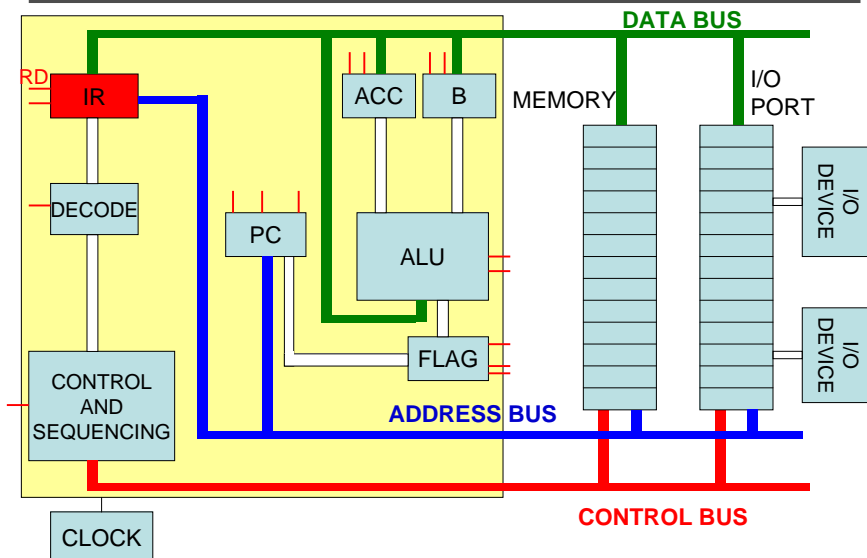 DATA BUS
RD
IR
ACC
B
MEMORY
I/O
PORT
DECODE
I/O
DEVICE
PC
ALU
FLAG
I/O
DEVICE
CONTROL
AND
SEQUENCING
ADDRESS BUS
CONTROL BUS
CLOCK